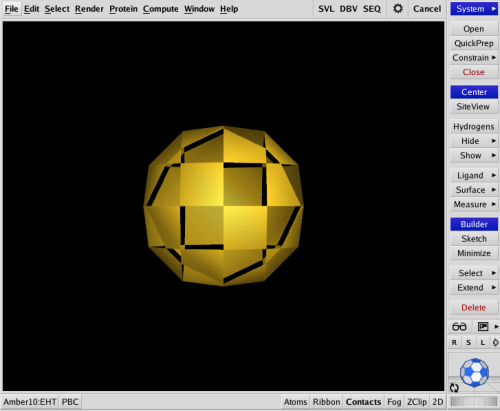 File Edit Select Render Protein Compute Window Help SVL DBV SEQ Cancel System
Open
QuickPrep
Constrain
Close
Center
SiteView
Hydrogens
Hide
Show
Ligand
Surface
Measure
Builder
Sketch
Minimize
Select
Extend
Delete
R S L
Amber10:EHT PBC Atoms Ribbon Contacts Fog ZClip 2D